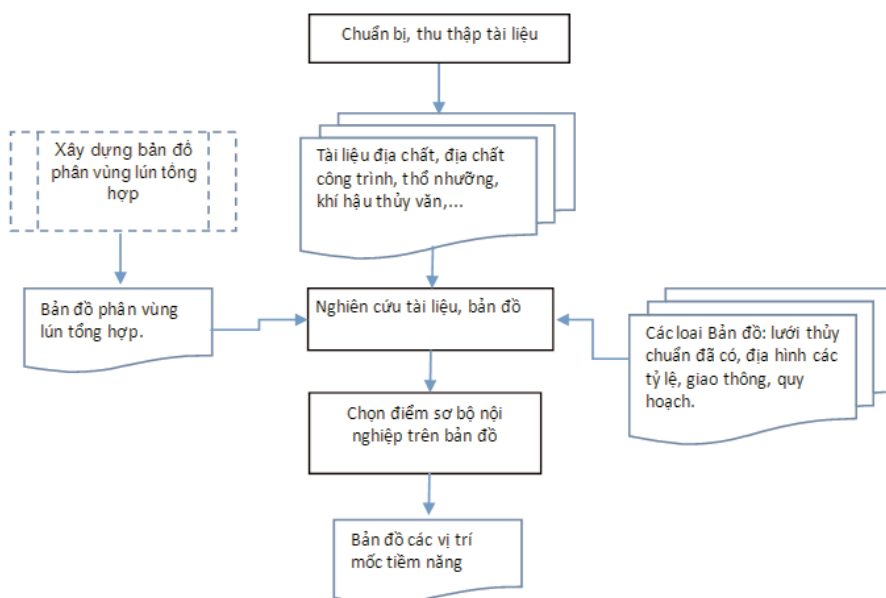 Chuẩn bị, thu thập tài liệu
Xây dựng bản đồ
phân vùng lún tổng
hợp
Tài liệu địa chất, địa chất
công trình, thổ nhưỡng,
khí hậu thủy văn,...
Bản đồ phân vùng
lún tổng hợp.
Nghiên cứu tài liệu, bản đồ
Các loai Bản đồ: lưới thủy
chuẩn đã có, địa hình các
tỷ lệ, giao thông, quy
hoạch.
Chọn điểm sơ bộ nội
nghiệp trên bản đồ
Bản đồ các vị trí
mốc tiềm năng